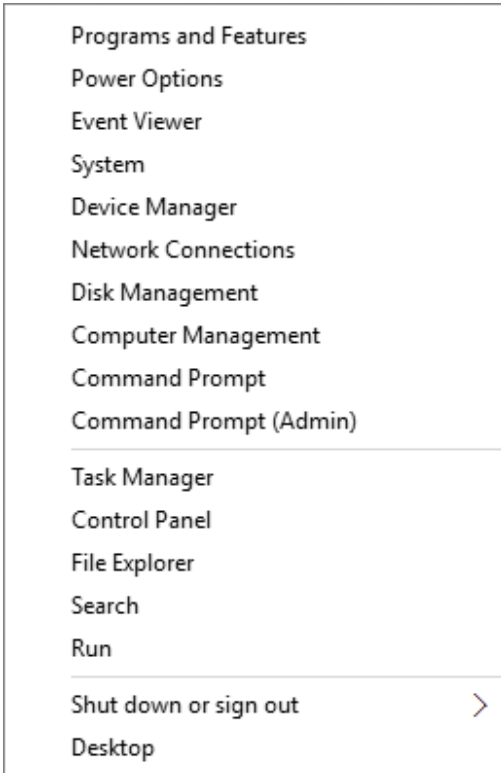 Programs and Features
Power Options
Event Viewer
System
Device Manager
Network Connections
Disk Management
Computer Management
Command Prompt
Command Prompt (Admin)
Task Manager
Control Panel
File Explorer
Search
Run
Shut down or sign out
Desktop